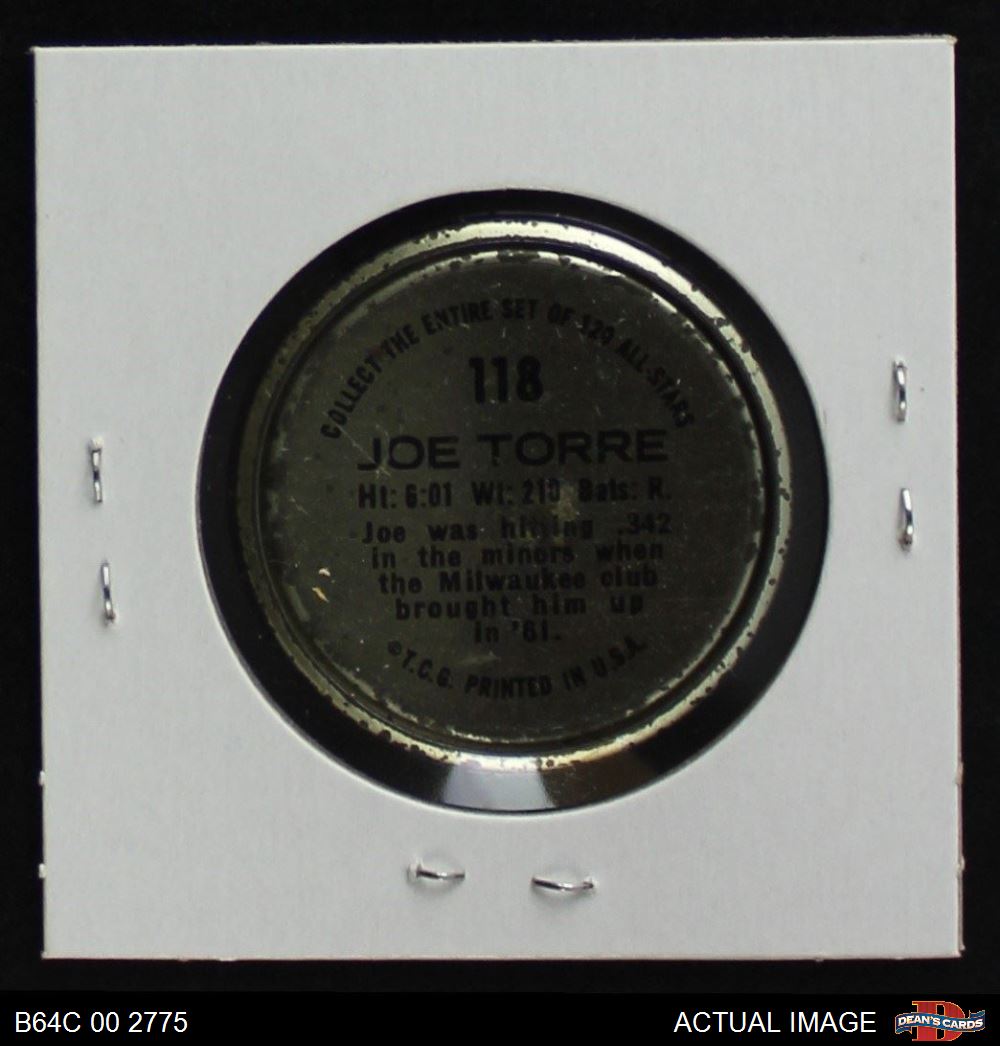 COLLECT THE ENTIRE SET OF 120 ALL-STARS
118
JOE TORRE
Ht: 6:01 Wt: 210 Bats: R.
Joe was hitting .342
in the minors when
the Milwaukee club
brought him up
in '61.
©T.C.G. PRINTED IN U.S.A.
B64C 00 2775
ACTUAL IMAGE
D
DEAN'S CARDS